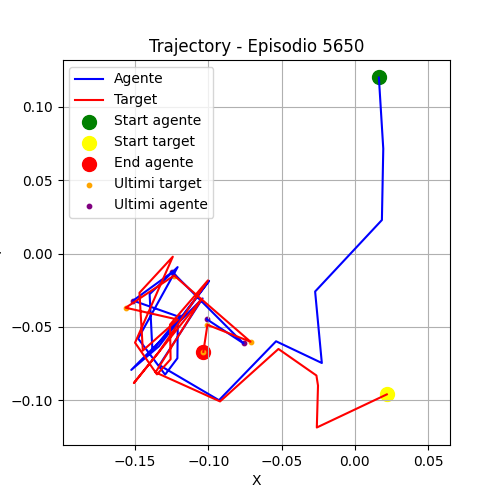 Trajectory - Episodio 5650
Agente
Target
Start agente
Start target
End agente
Ultimi target
Ultimi agente
0.10
0.05
0.00
−0.05
−0.10
−0.15
−0.10
−0.05
0.00
0.05
X